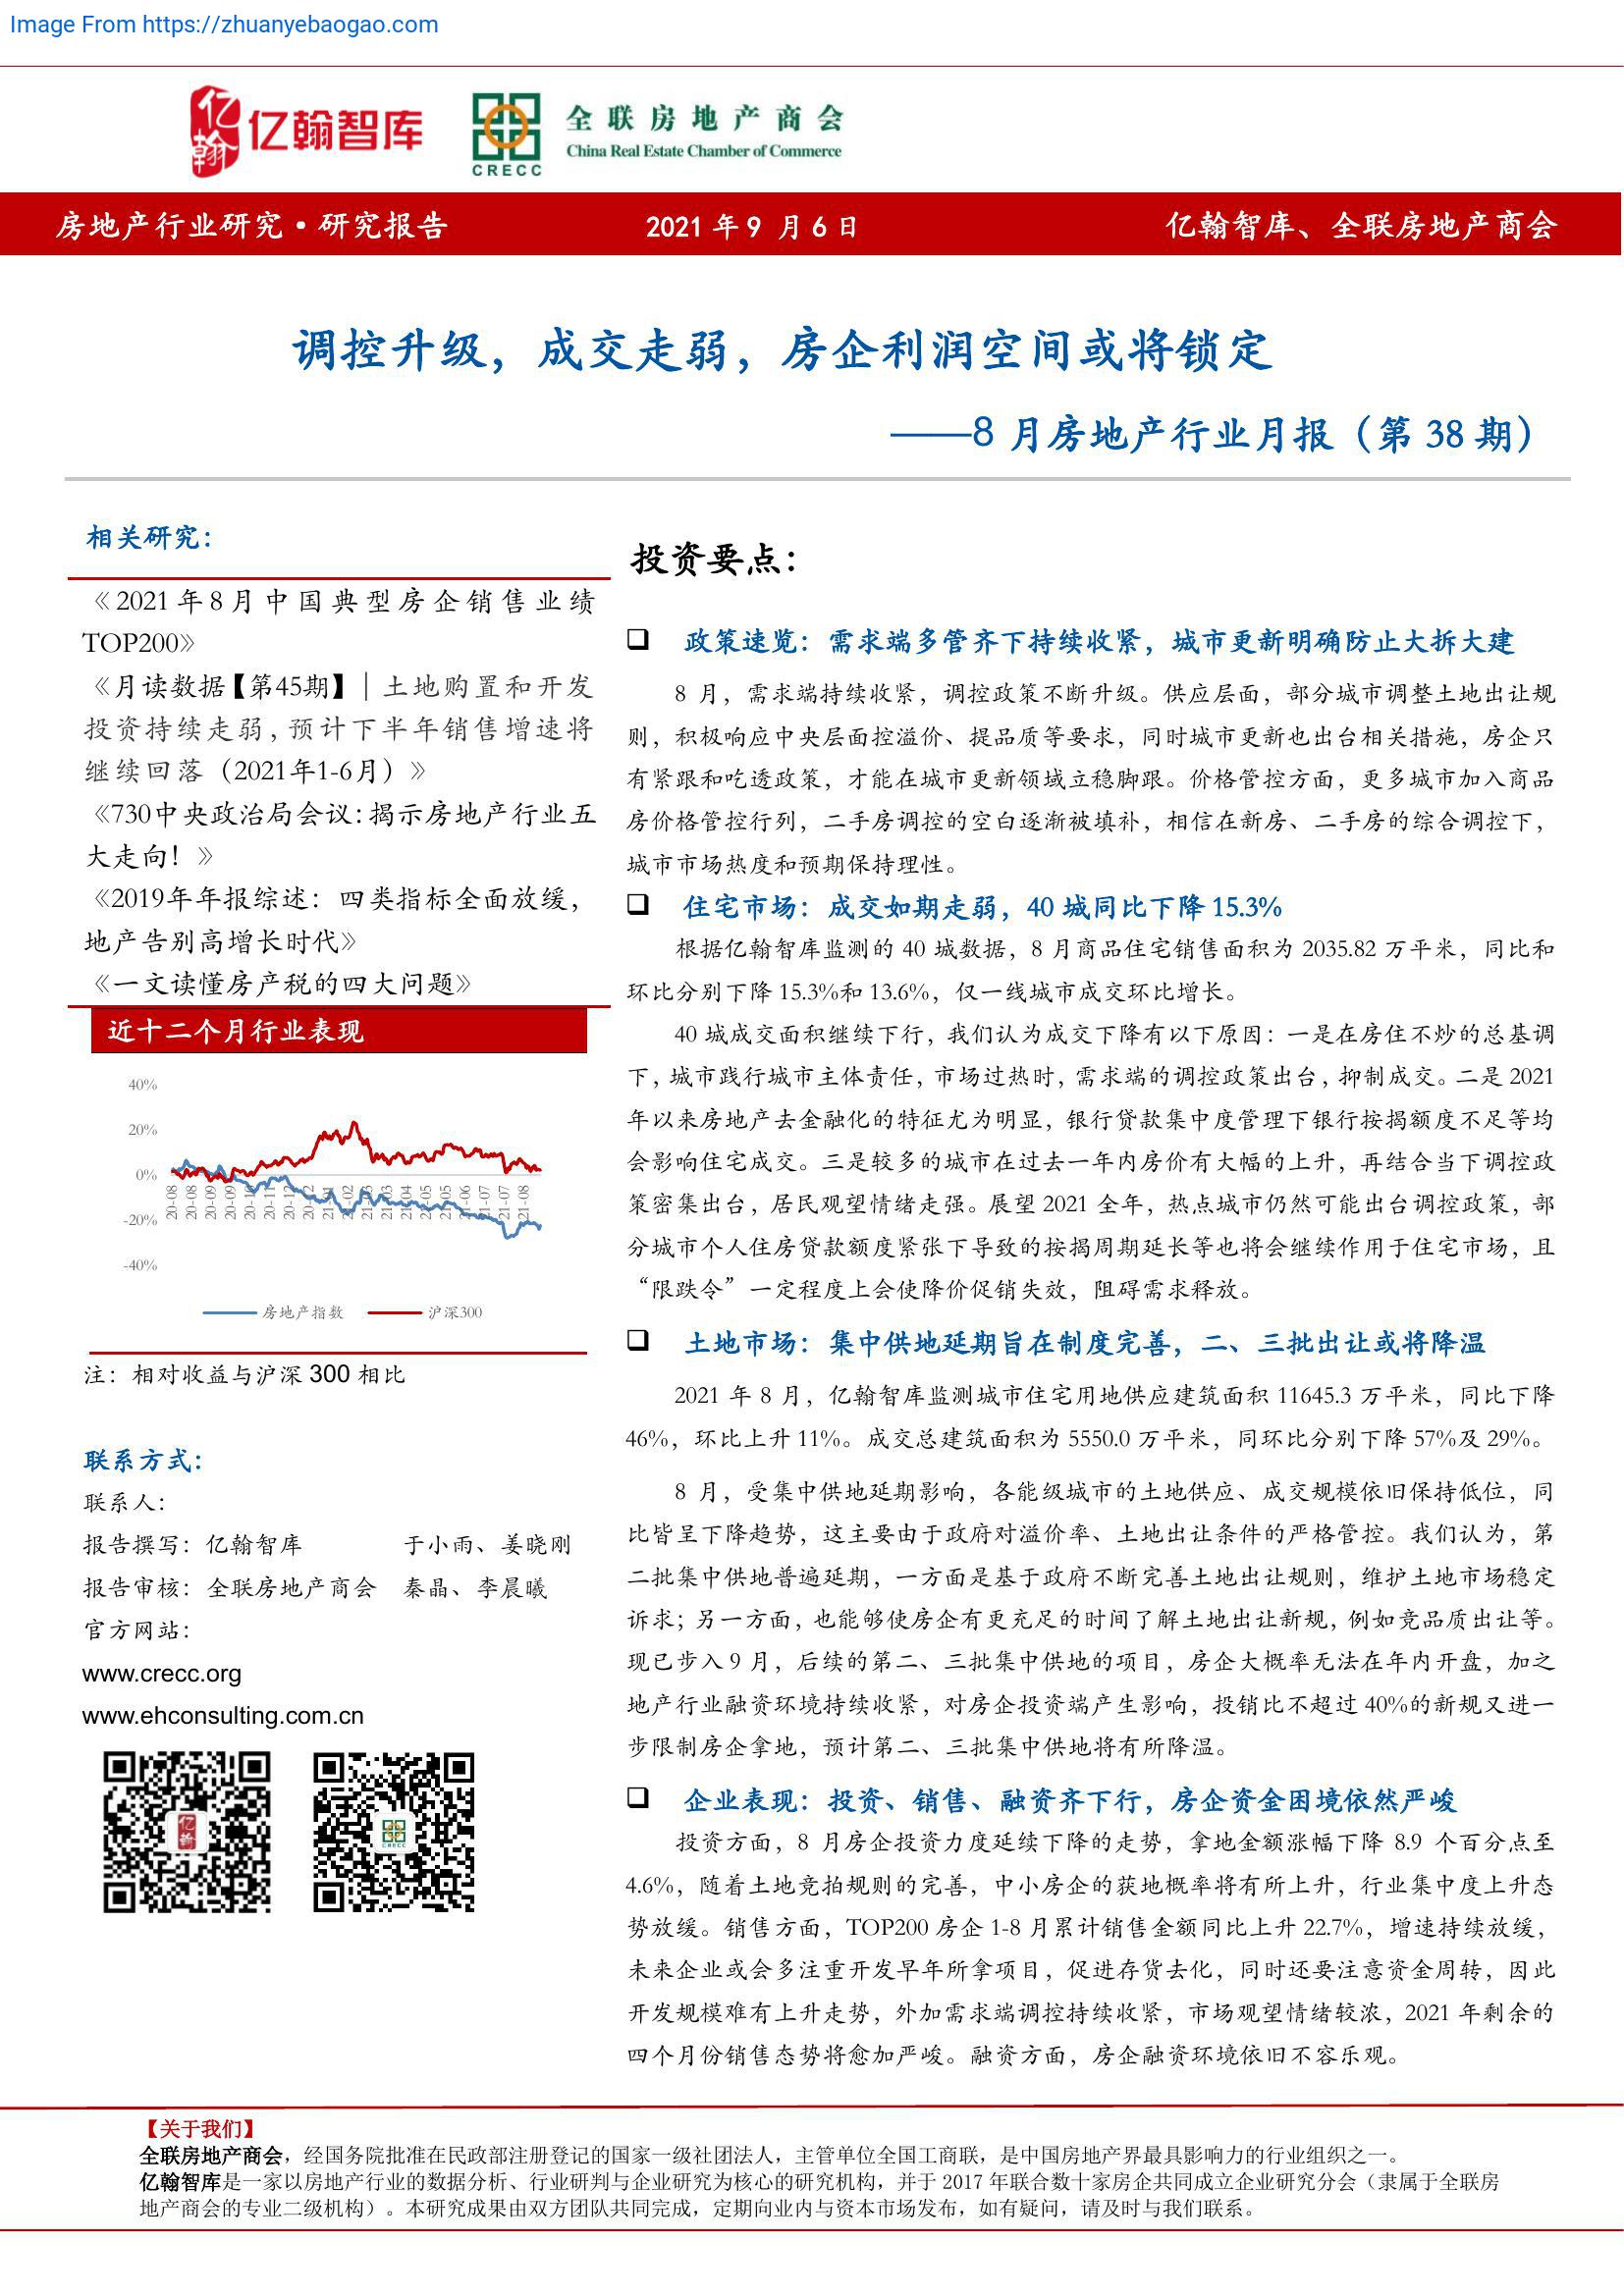 Image From https://zhuanyebaogao.com
亿翰
亿翰智库
CRECC
全联房地产商会
China Real Estate Chamber of Commerce
房地产行业研究·研究报告
2021 年 9 月 6 日
亿翰智库、全联房地产商会
调控升级，成交走弱，房企利润空间或将锁定
——8 月房地产行业月报（第 38 期）
相关研究：
《2021 年 8 月中国典型房企销售业绩
TOP200》
《月读数据【第45期】｜土地购置和开发
投资持续走弱，预计下半年销售增速将
继续回落（2021年1-6月）》
《730中央政治局会议：揭示房地产行业五
大走向！》
《2019年年报综述：四类指标全面放缓，
地产告别高增长时代》
《一文读懂房产税的四大问题》
近十二个月行业表现
40%
20%
0%
-20%
-40%
20-08
20-08
20-09
20-09
20-10
20-10
20-11
20-12
21-01
21-02
21-03
21-03
21-04
21-05
21-05
21-06
21-07
21-07
21-08
房地产指数
沪深300
注：相对收益与沪深 300 相比
联系方式：
联系人：
报告撰写：亿翰智库 于小雨、姜晓刚
报告审核：全联房地产商会 秦晶、李晨曦
官方网站：
www.crecc.org
www.ehconsulting.com.cn
亿翰
CRECC
投资要点：
❑ 政策速览：需求端多管齐下持续收紧，城市更新明确防止大拆大建
8 月，需求端持续收紧，调控政策不断升级。供应层面，部分城市调整土地出让规
则，积极响应中央层面控溢价、提品质等要求，同时城市更新也出台相关措施，房企只
有紧跟和吃透政策，才能在城市更新领域立稳脚跟。价格管控方面，更多城市加入商品
房价格管控行列，二手房调控的空白逐渐被填补，相信在新房、二手房的综合调控下，
城市市场热度和预期保持理性。
❑ 住宅市场：成交如期走弱，40 城同比下降 15.3%
根据亿翰智库监测的 40 城数据，8 月商品住宅销售面积为 2035.82 万平米，同比和
环比分别下降 15.3%和 13.6%，仅一线城市成交环比增长。
40 城成交面积继续下行，我们认为成交下降有以下原因：一是在房住不炒的总基调
下，城市践行城市主体责任，市场过热时，需求端的调控政策出台，抑制成交。二是 2021
年以来房地产去金融化的特征尤为明显，银行贷款集中度管理下银行按揭额度不足等均
会影响住宅成交。三是较多的城市在过去一年内房价有大幅的上升，再结合当下调控政
策密集出台，居民观望情绪走强。展望 2021 全年，热点城市仍然可能出台调控政策，部
分城市个人住房贷款额度紧张下导致的按揭周期延长等也将会继续作用于住宅市场，且
“限跌令”一定程度上会使降价促销失效，阻碍需求释放。
❑ 土地市场：集中供地延期旨在制度完善，二、三批出让或将降温
2021 年 8 月，亿翰智库监测城市住宅用地供应建筑面积 11645.3 万平米，同比下降
46%，环比上升 11%。成交总建筑面积为 5550.0 万平米，同环比分别下降 57%及 29%。
8 月，受集中供地延期影响，各能级城市的土地供应、成交规模依旧保持低位，同
比皆呈下降趋势，这主要由于政府对溢价率、土地出让条件的严格管控。我们认为，第
二批集中供地普遍延期，一方面是基于政府不断完善土地出让规则，维护土地市场稳定
诉求；另一方面，也能够使房企有更充足的时间了解土地出让新规，例如竞品质出让等。
现已步入 9 月，后续的第二、三批集中供地的项目，房企大概率无法在年内开盘，加之
地产行业融资环境持续收紧，对房企投资端产生影响，投销比不超过 40%的新规又进一
步限制房企拿地，预计第二、三批集中供地将有所降温。
❑ 企业表现：投资、销售、融资齐下行，房企资金困境依然严峻
投资方面，8 月房企投资力度延续下降的走势，拿地金额涨幅下降 8.9 个百分点至
4.6%，随着土地竞拍规则的完善，中小房企的获地概率将有所上升，行业集中度上升态
势放缓。销售方面，TOP200 房企 1-8 月累计销售金额同比上升 22.7%，增速持续放缓，
未来企业或会多注重开发早年所拿项目，促进存货去化，同时还要注意资金周转，因此
开发规模难有上升走势，外加需求端调控持续收紧，市场观望情绪较浓，2021 年剩余的
四个月份销售态势将愈加严峻。融资方面，房企融资环境依旧不容乐观。
【关于我们】
全联房地产商会，经国务院批准在民政部注册登记的国家一级社团法人，主管单位全国工商联，是中国房地产界最具影响力的行业组织之一。
亿翰智库是一家以房地产行业的数据分析、行业研判与企业研究为核心的研究机构，并于 2017 年联合数十家房企共同成立企业研究分会（隶属于全联房
地产商会的专业二级机构）。本研究成果由双方团队共同完成，定期向业内与资本市场发布，如有疑问，请及时与我们联系。